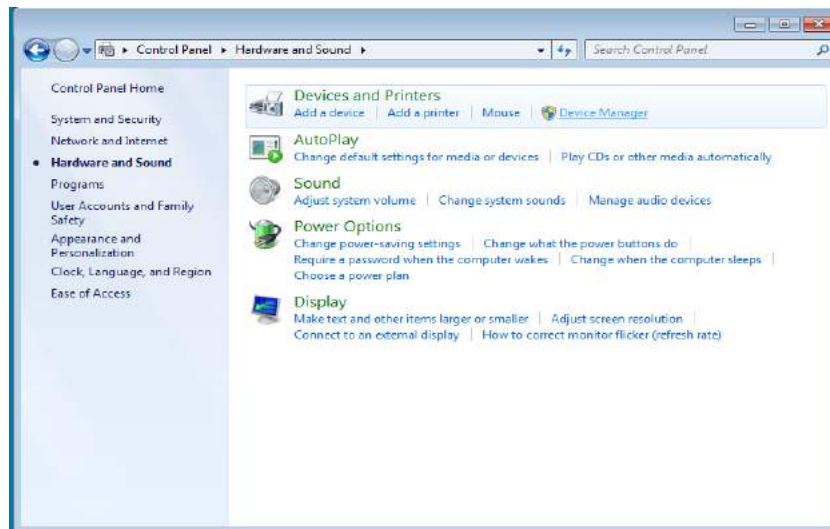 Control Panel Hardware and Sound Search Control Panel
Control Panel Home
System and Security
Network and Internet
Hardware and Sound
Programs
User Accounts and Family
Safety
Appearance and
Personalization
Clock, Language, and Region
Ease of Access
Devices and Printers
Add a device Add a printer Mouse Device Manager
AutoPlay
Change default settings for media or devices Play CDs or other media automatically
Sound
Adjust system volume Change system sounds Manage audio devices
Power Options
Change power-saving settings Change what the power buttons do
Require a password when the computer wakes Change when the computer sleeps
Choose a power plan
Display
Make text and other items larger or smaller Adjust screen resolution
Connect to an external display How to correct monitor flicker (refresh rate)